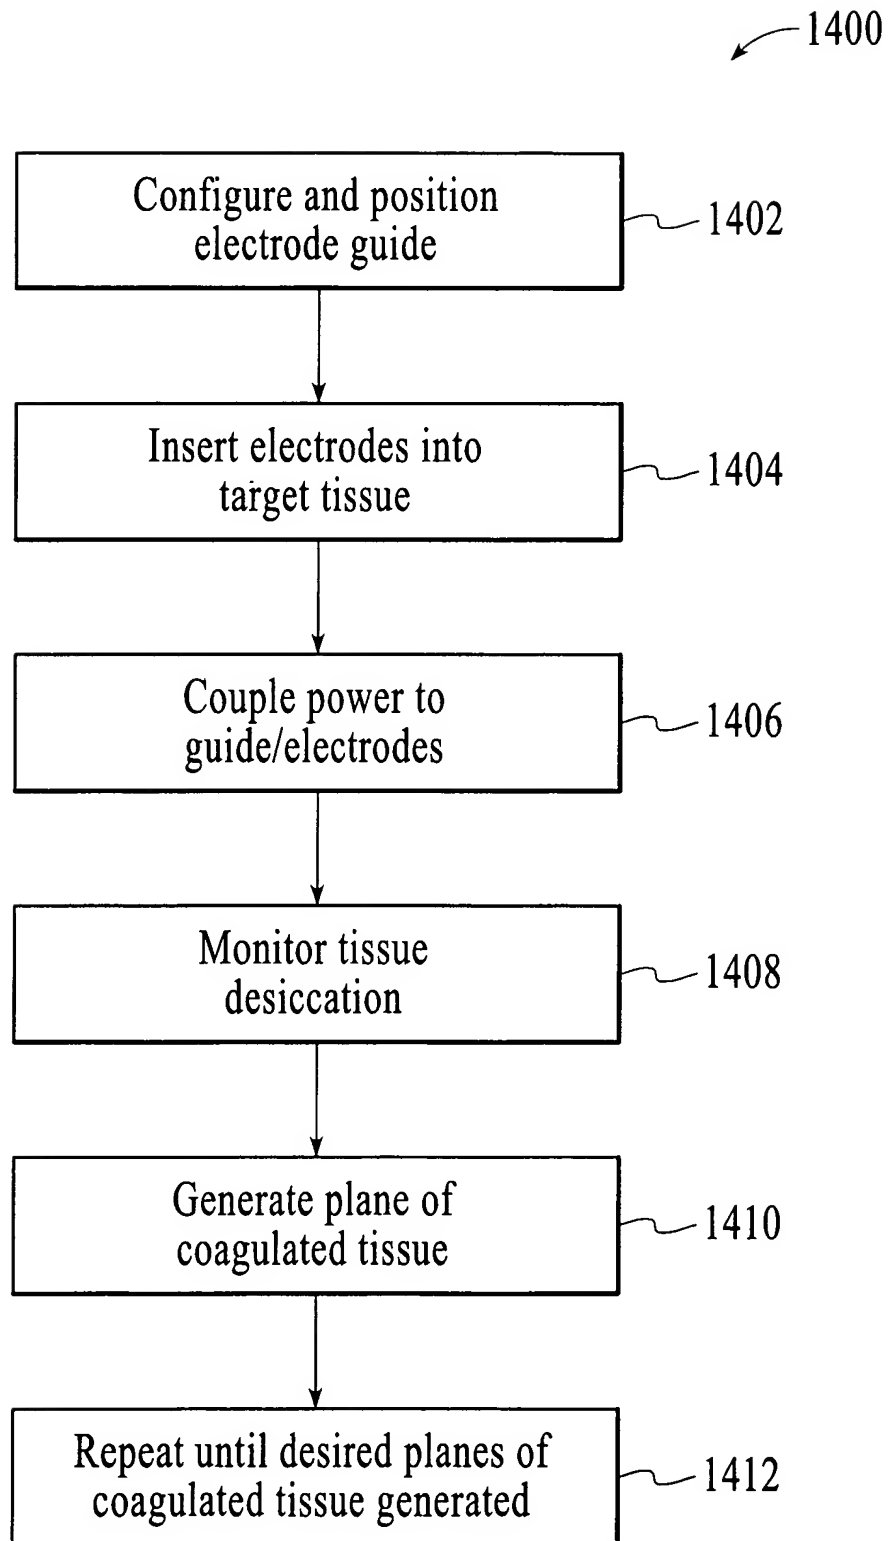 1400
Configure and position
electrode guide
1402
Insert electrodes into
target tissue
1404
Couple power to
guide/electrodes
1406
Monitor tissue
desiccation
1408
Generate plane of
coagulated tissue
1410
Repeat until desired planes of
coagulated tissue generated
1412